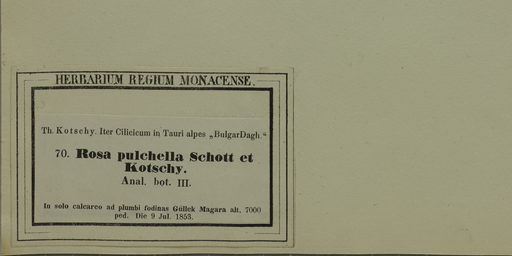 HERBARIUM REGIUM MONACENSE.
Th. Kotschy. Iter Cilicicum in Tauri alpes „BulgarDagh.“
70. Rosa pulchella Schott et
Kotschy.
Anal. bot. III.
In solo calcareo ad plumbi fodinas Güllek Magara alt. 7000
ped. Die 9 Jul. 1853.